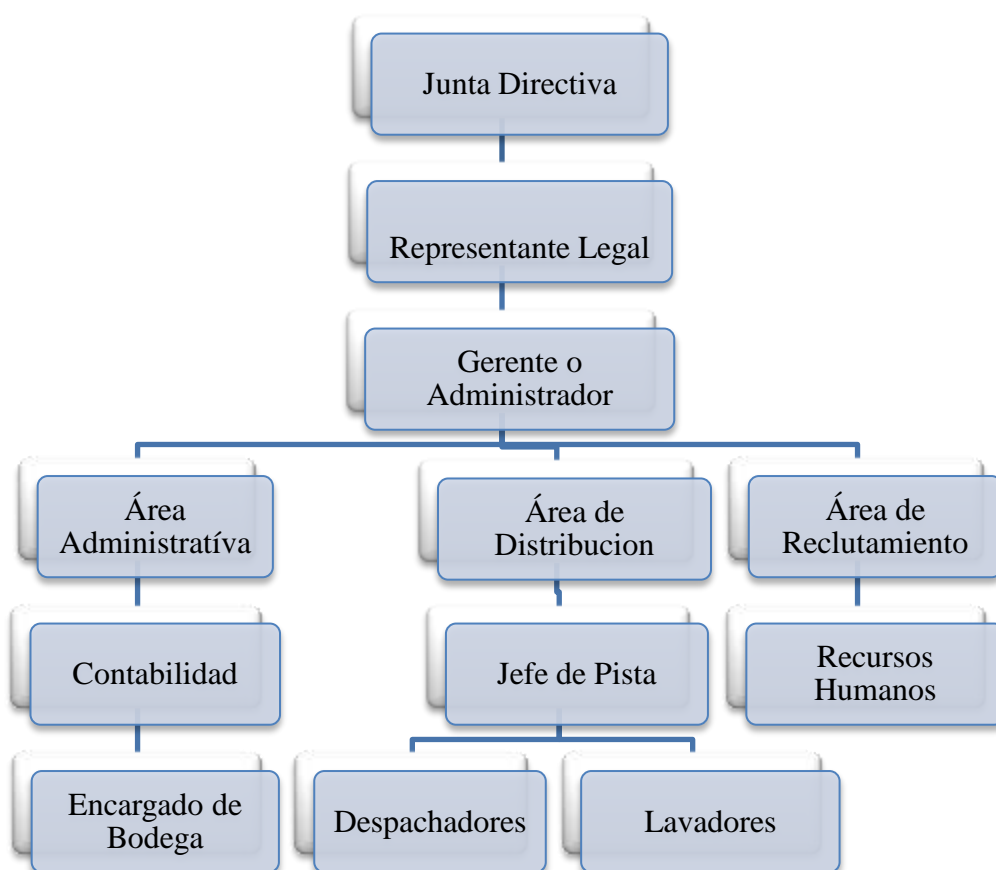 Junta Directiva
Representante Legal
Gerente o
Administrador
Área
Administratíva
Área de
Distribucion
Área de
Reclutamiento
Contabilidad
Jefe de Pista
Recursos
Humanos
Encargado de
Bodega
Despachadores
Lavadores